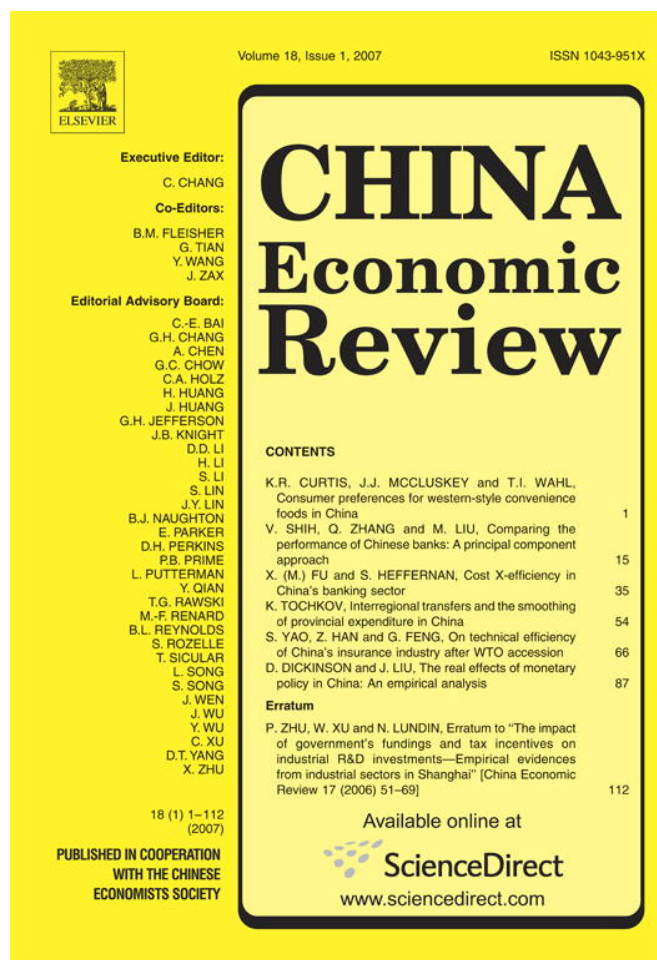 Volume 18, Issue 1, 2007
ISSN 1043-951X
ELSEVIER
Executive Editor:
C. CHANG
Co-Editors:
B.M. FLEISHER
G. TIAN
Y. WANG
J. ZAX
Editorial Advisory Board:
C.-E. BAI
G.H. CHANG
A. CHEN
G.C. CHOW
C.A. HOLZ
H. HUANG
J. HUANG
G.H. JEFFERSON
J.B. KNIGHT
D.D. LI
H. LI
S. LI
S. LIN
J.Y. LIN
B.J. NAUGHTON
E. PARKER
D.H. PERKINS
P.B. PRIME
L. PUTTERMAN
Y. QIAN
T.G. RAWSKI
M.-F. RENARD
B.L. REYNOLDS
S. ROZELLE
T. SICULAR
L. SONG
S. SONG
J. WEN
J. WU
Y. WU
C. XU
D.T. YANG
X. ZHU
18 (1) 1–112
(2007)
PUBLISHED IN COOPERATION
WITH THE CHINESE
ECONOMISTS SOCIETY
CHINA
Economic
Review
CONTENTS
K.R. CURTIS, J.J. MCCLUSKEY and T.I. WAHL,
Consumer preferences for western-style convenience
foods in China 1
V. SHIH, Q. ZHANG and M. LIU, Comparing the
performance of Chinese banks: A principal component
approach 15
X. (M.) FU and S. HEFFERNAN, Cost X-efficiency in
China's banking sector 35
K. TOCHKOV, Interregional transfers and the smoothing
of provincial expenditure in China 54
S. YAO, Z. HAN and G. FENG, On technical efficiency
of China's insurance industry after WTO accession 66
D. DICKINSON and J. LIU, The real effects of monetary
policy in China: An empirical analysis 87
Erratum
P. ZHU, W. XU and N. LUNDIN, Erratum to "The impact
of government's fundings and tax incentives on
industrial R&D investments—Empirical evidences
from industrial sectors in Shanghai" [China Economic
Review 17 (2006) 51–69] 112
Available online at
ScienceDirect
www.sciencedirect.com